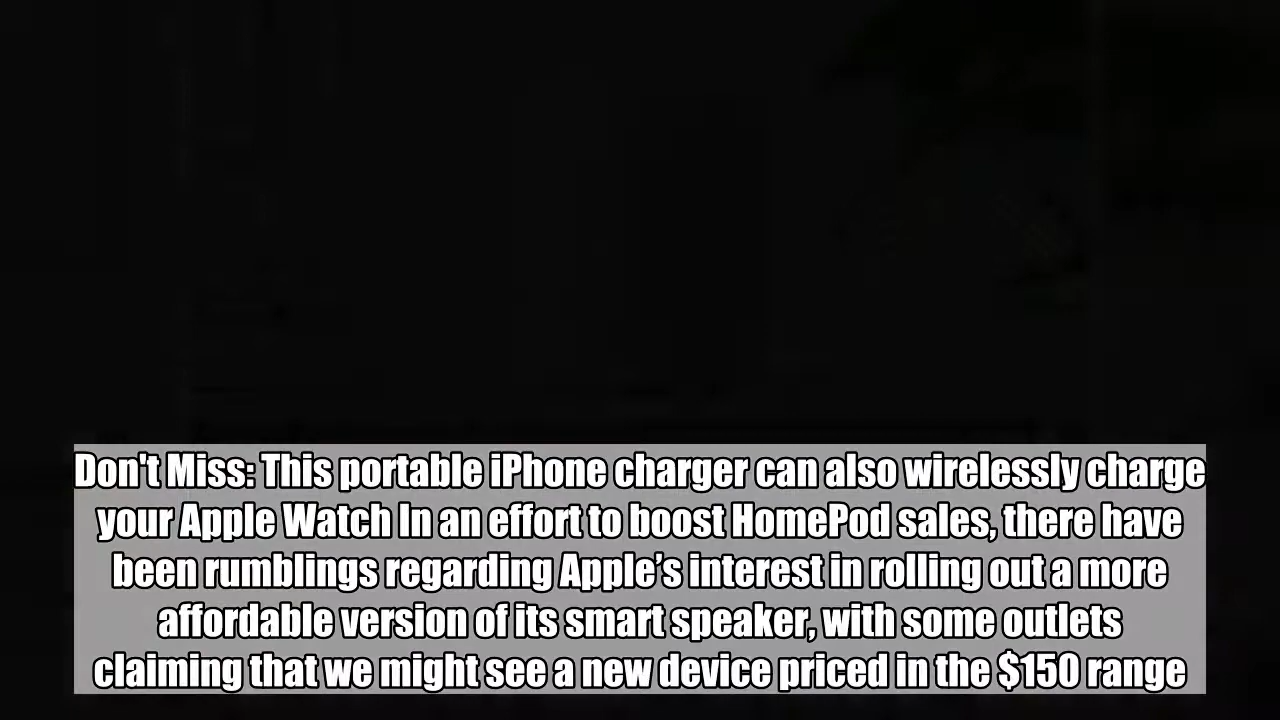 Don't Miss: This portable iPhone charger can also wirelessly charge
your Apple Watch In an effort to boost HomePod sales, there have
been rumblings regarding Apple’s interest in rolling out a more
affordable version of its smart speaker, with some outlets
claiming that we might see a new device priced in the $150 range